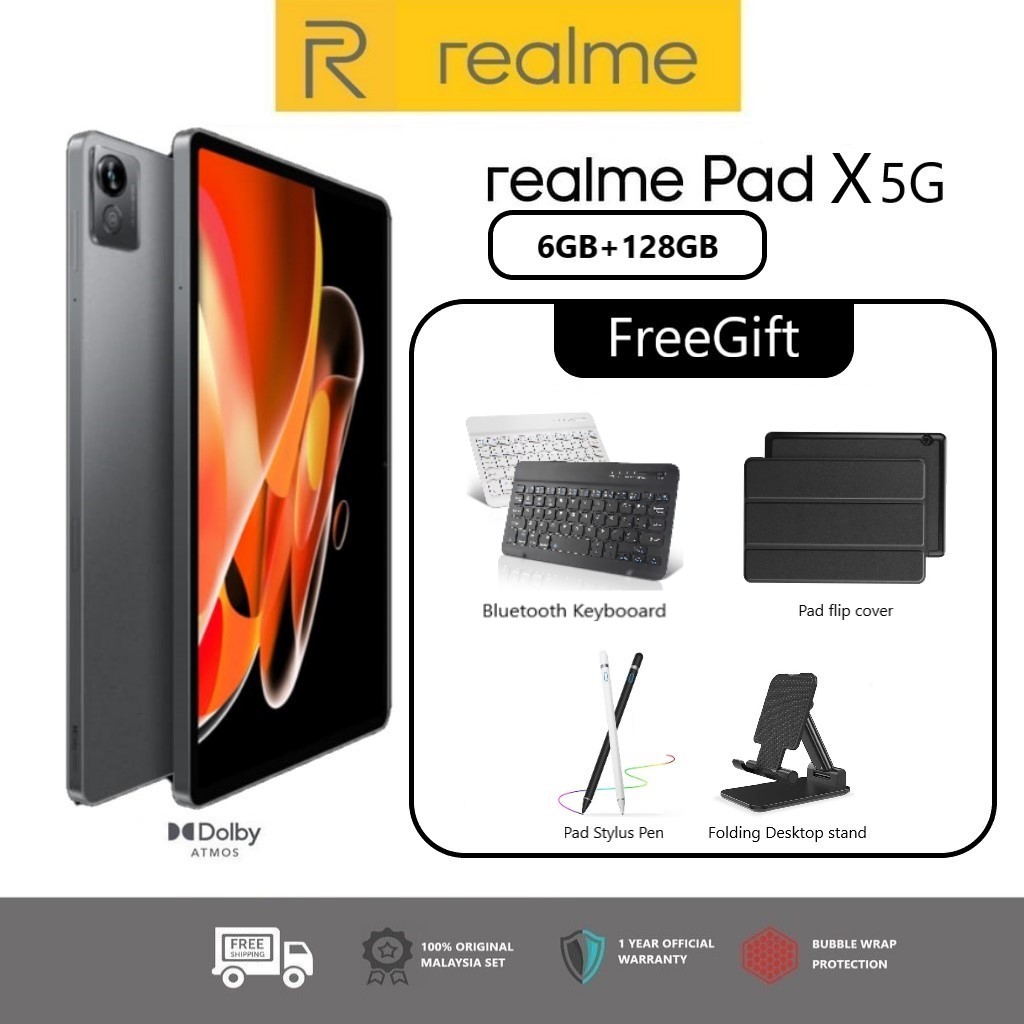 R realme
realme Pad X 5G
6GB+128GB
FreeGift
Bluetooth Keybooard
Pad flip cover
Pad Stylus Pen
Folding Desktop stand
Dolby
ATMOS
FREE
SHIPPING
100% ORIGINAL
MALAYSIA SET
1 YEAR OFFICIAL
WARRANTY
BUBBLE WRAP
PROTECTION